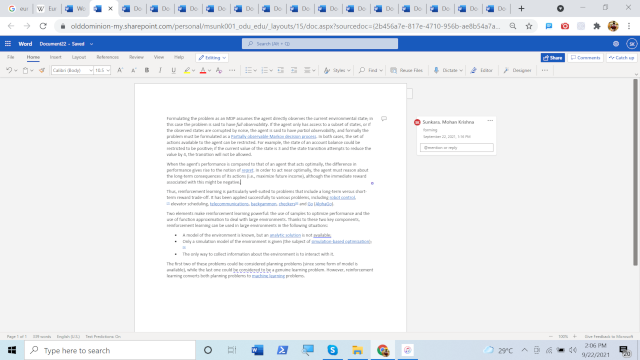 G eur W Eur
olddominion-my.sharepoint.com/personal/msunk001_odu_edu/_layouts/15/doc.aspx?sourcedoc={2b456a7e-817e-4710-956b-ae8b54a7a...
Word Document22 - Saved Search (Alt + Q) SK
File Home Insert Layout References Review View Help Editing Share Comments Catch up
Calibri (Body) 10.5 B I U A Styles Find Reuse Files Dictate Editor Designer
Formulating the problem as an MDP assumes the agent directly observes the current environmental state; in
this case the problem is said to have full observability. If the agent only has access to a subset of states, or if
the observed states are corrupted by noise, the agent is said to have partial observability, and formally the
problem must be formulated as a Partially observable Markov decision process. In both cases, the set of
actions available to the agent can be restricted. For example, the state of an account balance could be
restricted to be positive; if the current value of the state is 3 and the state transition attempts to reduce the
value by 4, the transition will not be allowed.
When the agent's performance is compared to that of an agent that acts optimally, the difference in
performance gives rise to the notion of regret. In order to act near optimally, the agent must reason about
the long-term consequences of its actions (i.e., maximize future income), although the immediate reward
associated with this might be negative.
Thus, reinforcement learning is particularly well-suited to problems that include a long-term versus short-
term reward trade-off. It has been applied successfully to various problems, including robot control,
elevator scheduling, telecommunications, backgammon, checkers and Go (AlphaGo).
Two elements make reinforcement learning powerful: the use of samples to optimize performance and the
use of function approximation to deal with large environments. Thanks to these two key components,
reinforcement learning can be used in large environments in the following situations:
• A model of the environment is known, but an analytic solution is not available;
• Only a simulation model of the environment is given (the subject of simulation-based optimization);
• The only way to collect information about the environment is to interact with it.
The first two of these problems could be considered planning problems (since some form of model is
available), while the last one could be considered to be a genuine learning problem. However, reinforcement
learning converts both planning problems to machine learning problems.
Sunkara, Mohan Krishna
September 22, 2021, 1:59 PM
@mention or reply
Page 1 of 1 English (U.S.) Text Predictions: On 100% Give Feedback to Microsoft
Type here to search 29°C 2:06 PM
9/22/2021